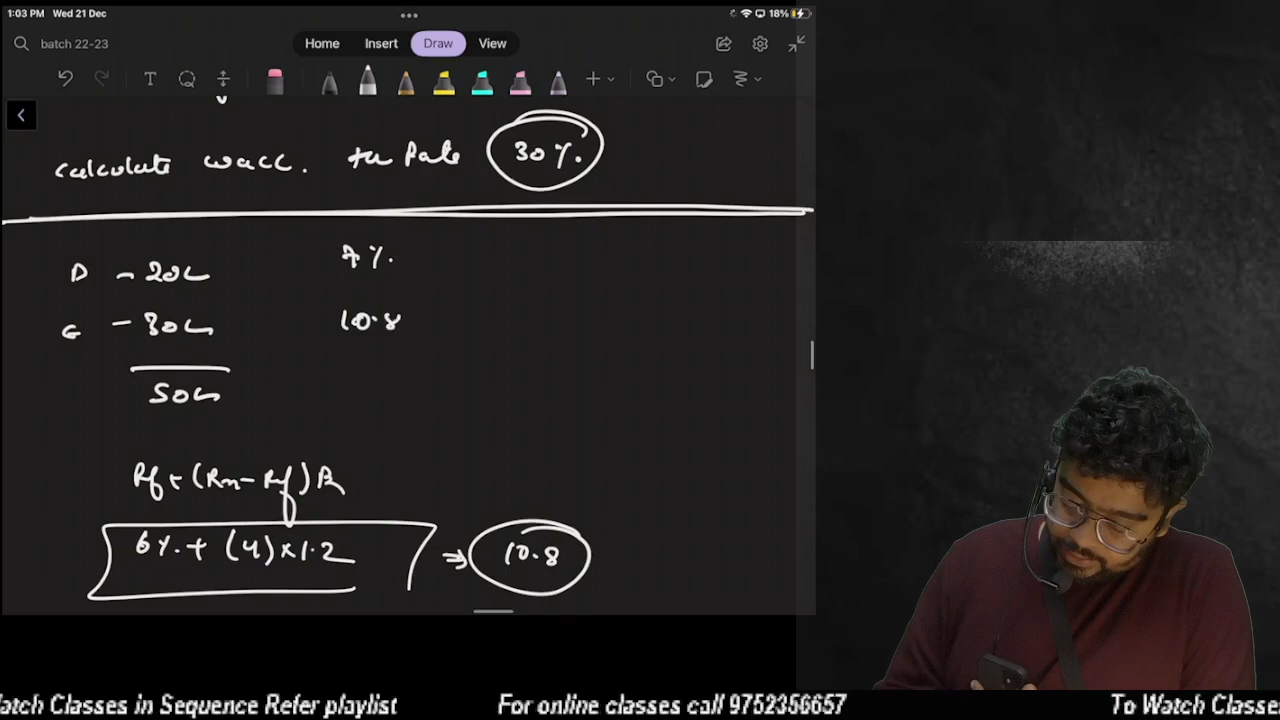 1:03 PM Wed 21 Dec
18%
batch 22-23
Home Insert Draw View
calculate wacc. tax Rate 30%.
D - 20L 7%.
E - 30L 10.8
50L
Rf + (Rm - Rf) B
6%. + (4) x 1.2 ⇒ 10.8
Watch Classes in Sequence Refer playlist For online classes call 9752356657 To Watch Classe